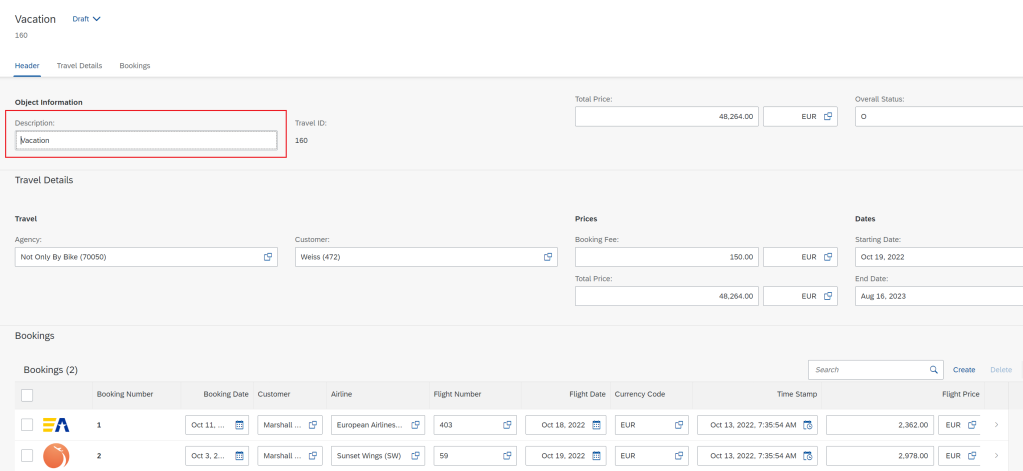 Vacation Draft
160
Header Travel Details Bookings
Object Information
Total Price: Overall Status:
48,264.00 EUR O
Description: Travel ID:
Vacation 160
Travel Details
Travel Prices Dates
Agency: Customer: Booking Fee: Starting Date:
Not Only By Bike (70050) Weiss (472) 150.00 EUR Oct 19, 2022
Total Price: End Date:
48,264.00 EUR Aug 16, 2023
Bookings
Bookings (2) Search Create Delete
Booking Number Booking Date Customer Airline Flight Number Flight Date Currency Code Time Stamp Flight Price
1 Oct 11, ... Marshall ... European Airlines... 403 Oct 18, 2022 EUR Oct 13, 2022, 7:35:54 AM 2,362.00 EUR
2 Oct 3, 2... Marshall ... Sunset Wings (SW) 59 Oct 19, 2022 EUR Oct 13, 2022, 7:35:54 AM 2,978.00 EUR